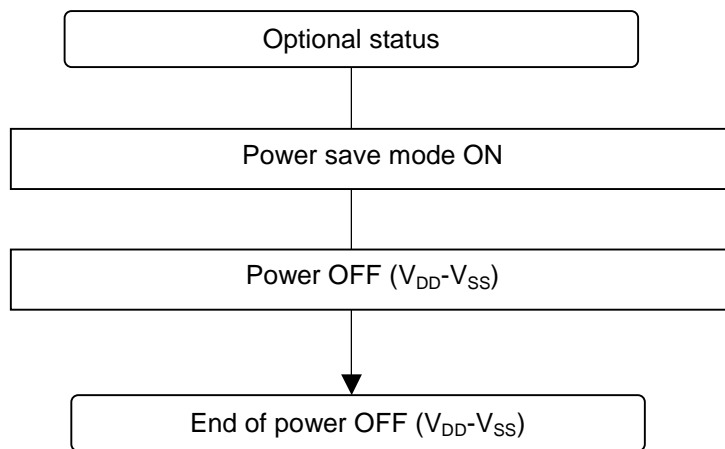 Optional status
Power save mode ON
Power OFF (VDD-VSS)
End of power OFF (VDD-VSS)